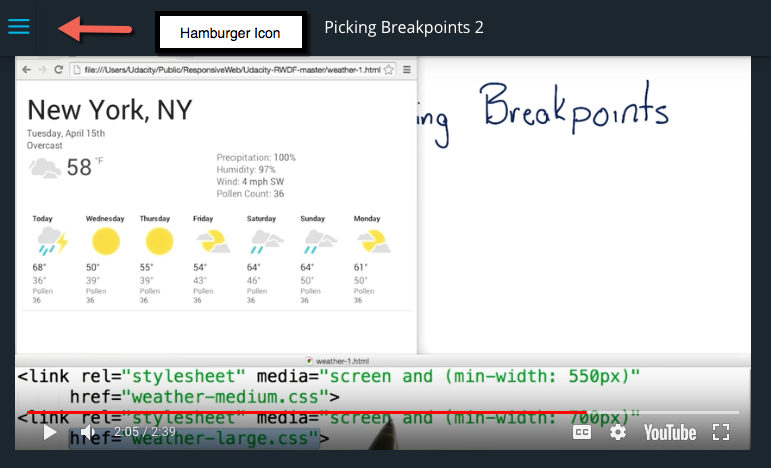 Hamburger Icon
Picking Breakpoints 2
file:///Users/Udacity/Public/ResponsiveWeb/Udacity-RWDF-master/weather-1.html
ing Breakpoints
New York, NY
Tuesday, April 15th
Overcast
58 °F
Precipitation: 100%
Humidity: 97%
Wind: 4 mph SW
Pollen Count: 36
Today Wednesday Thursday Friday Saturday Sunday Monday
68° 50° 55° 54° 64° 64° 61°
36° 39° 39° 43° 46° 50° 50°
Pollen Pollen Pollen Pollen Pollen Pollen Pollen
36 36 36 36 36 36 36
weather-1.html
<link rel="stylesheet" media="screen and (min-width: 550px)"
href="weather-medium.css">
<link rel="stylesheet" media="screen and (min-width: 700px)"
href="weather-large.css">
2:05 / 2:39
CC
YouTube